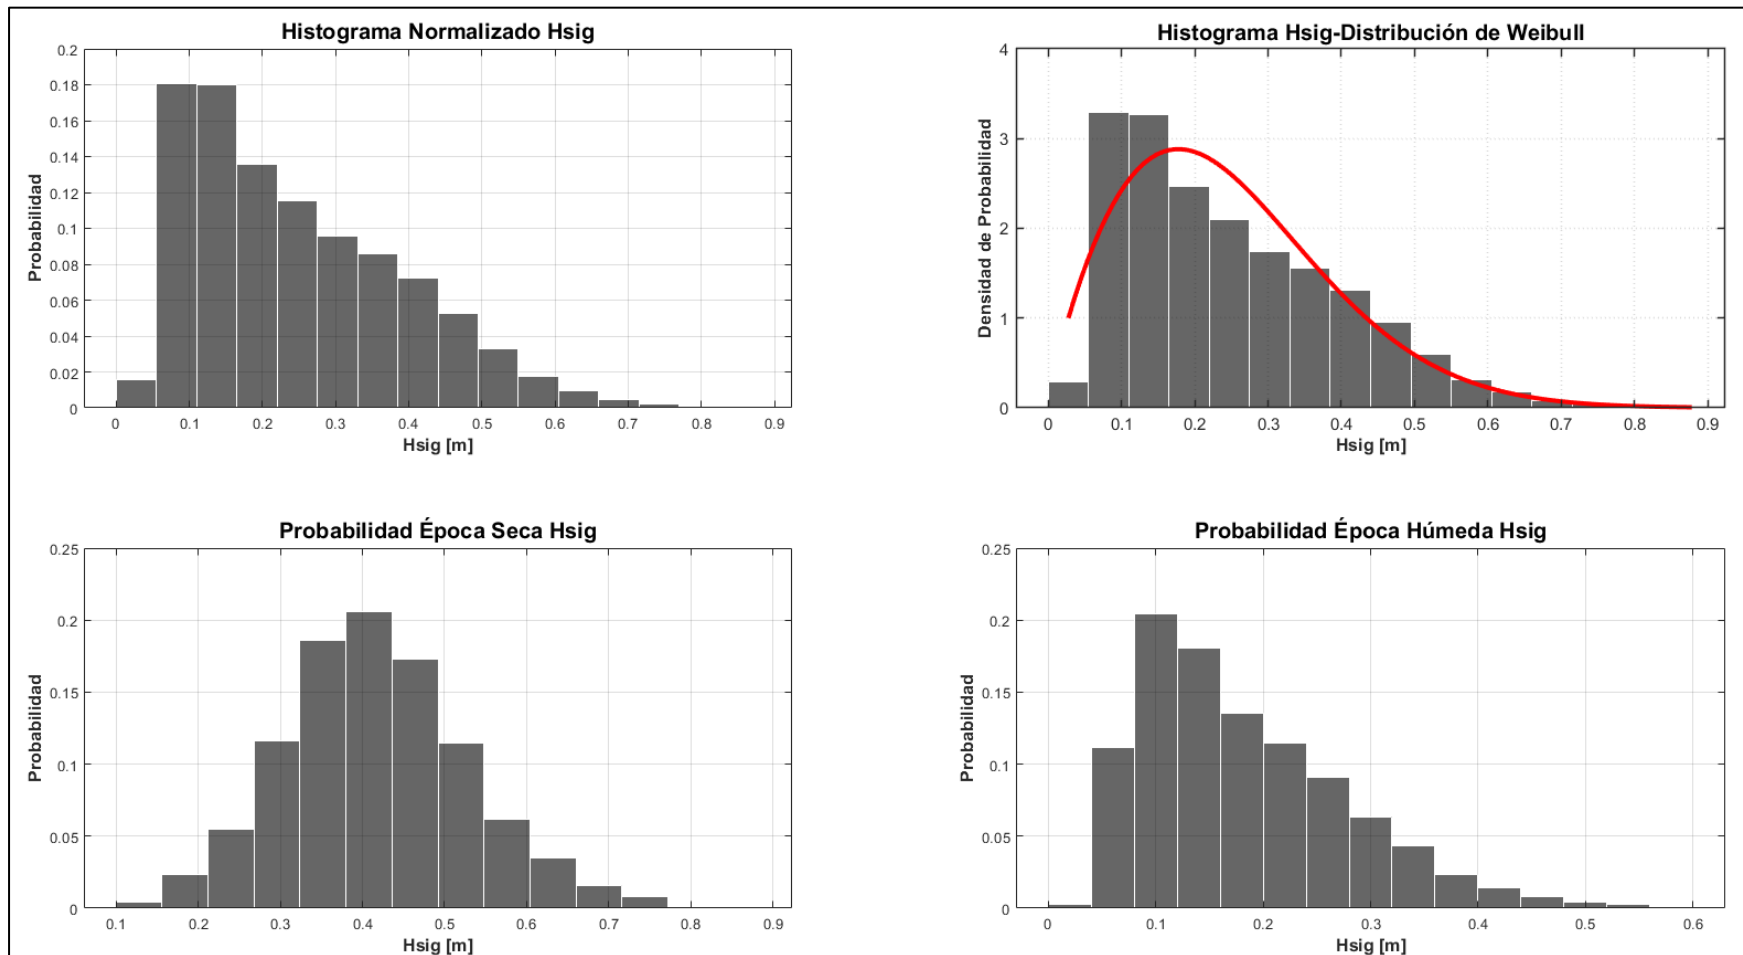 Histograma Normalizado Hsig
0.2
0.18
0.16
0.14
0.12
0.1
0.08
0.06
0.04
0.02
0
Probabilidad
0 0.1 0.2 0.3 0.4 0.5 0.6 0.7 0.8 0.9
Hsig [m]
Histograma Hsig-Distribución de Weibull
4
3
2
1
0
Densidad de Probabilidad
0 0.1 0.2 0.3 0.4 0.5 0.6 0.7 0.8 0.9
Hsig [m]
Probabilidad Época Seca Hsig
0.25
0.2
0.15
0.1
0.05
0
Probabilidad
0.1 0.2 0.3 0.4 0.5 0.6 0.7 0.8 0.9
Hsig [m]
Probabilidad Época Húmeda Hsig
0.25
0.2
0.15
0.1
0.05
0
Probabilidad
0 0.1 0.2 0.3 0.4 0.5 0.6
Hsig [m]